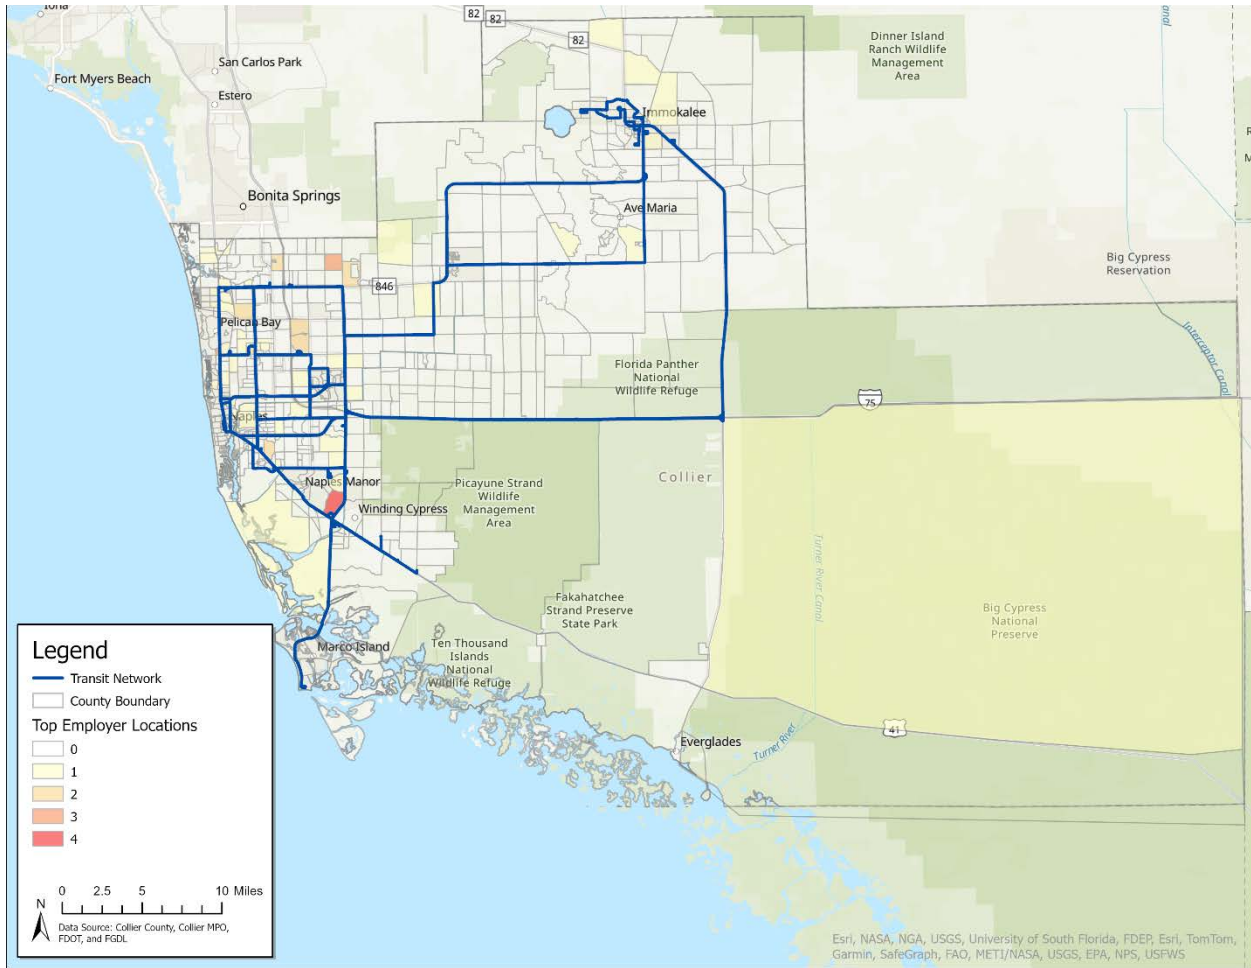 Iona
82
82
82
Dinner Island
Ranch Wildlife
Management
Area
San Carlos Park
Fort Myers Beach
Estero
Immokalee
Bonita Springs
Ave Maria
Big Cypress
Reservation
846
Pelican Bay
Interceptor Canal
Florida Panther
National
Wildlife Refuge
75
Naples
Collier
Naples Manor
Picayune Strand
Wildlife
Management
Area
Winding Cypress
Turner River Canal
Fakahatchee
Strand Preserve
State Park
Big Cypress
National
Preserve
Marco Island
Ten Thousand
Islands
National
Wildlife Refuge
41
Everglades
Turner River
Legend
Transit Network
County Boundary
Top Employer Locations
0
1
2
3
4
0 2.5 5 10 Miles
N
Data Source: Collier County, Collier MPO,
FDOT, and FGDL
Esri, NASA, NGA, USGS, University of South Florida, FDEP, Esri, TomTom,
Garmin, SafeGraph, FAO, METI/NASA, USGS, EPA, NPS, USFWS